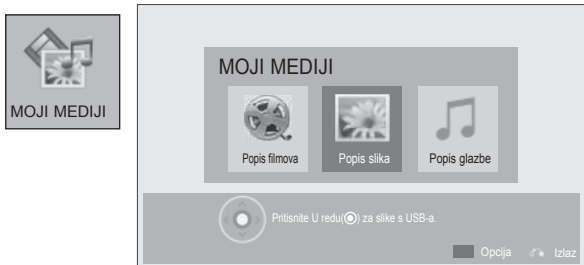 MOJI MEDIJI
MOJI MEDIJI
Popis filmova
Popis slika
Popis glazbe
Pritisnite U redu(◉) za slike s USB-a.
Opcija
Izlaz